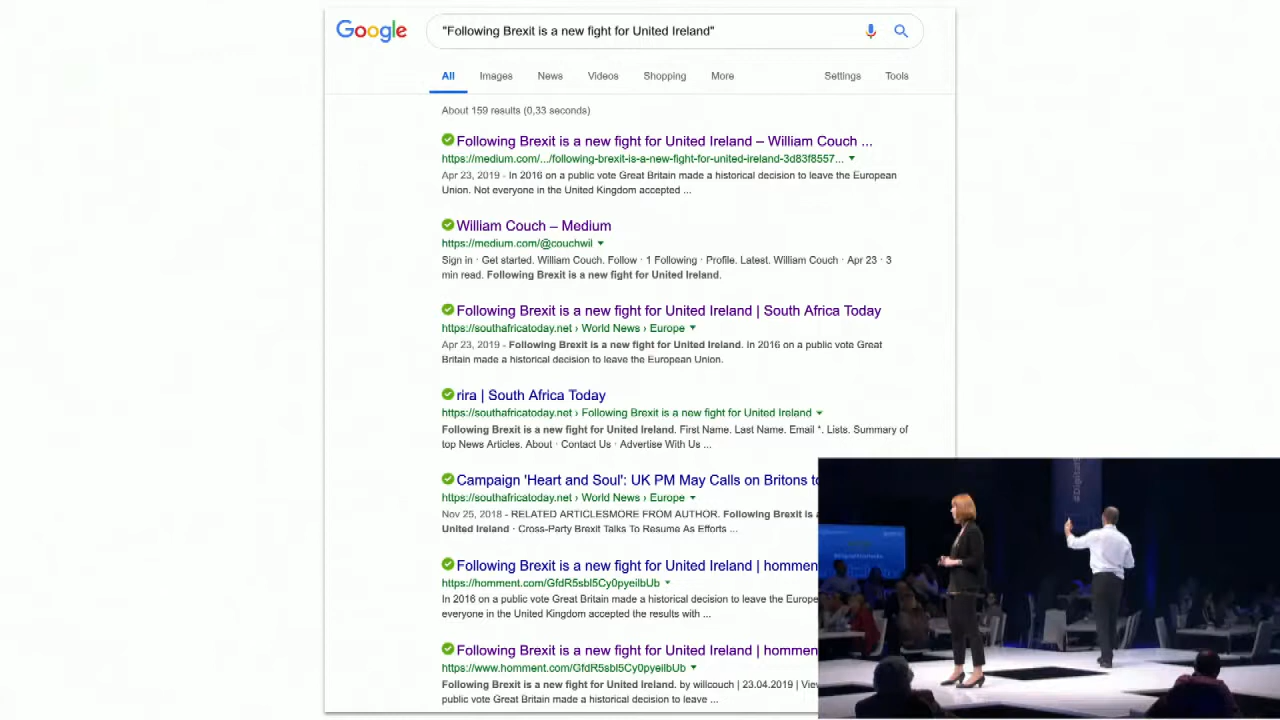 Google
"Following Brexit is a new fight for United Ireland"
All Images News Videos Shopping More Settings Tools
About 159 results (0,33 seconds)
Following Brexit is a new fight for United Ireland – William Couch ...
https://medium.com/.../following-brexit-is-a-new-fight-for-united-ireland-3d83f8557...
Apr 23, 2019 - In 2016 on a public vote Great Britain made a historical decision to leave the European
Union. Not everyone in the United Kingdom accepted ...
William Couch – Medium
https://medium.com/@couchwil
Sign in · Get started. William Couch. Follow · 1 Following · Profile. Latest. William Couch · Apr 23 · 3
min read. Following Brexit is a new fight for United Ireland.
Following Brexit is a new fight for United Ireland | South Africa Today
https://southafricatoday.net › World News › Europe
Apr 23, 2019 - Following Brexit is a new fight for United Ireland. In 2016 on a public vote Great
Britain made a historical decision to leave the European Union.
rira | South Africa Today
https://southafricatoday.net › Following Brexit is a new fight for United Ireland
Following Brexit is a new fight for United Ireland. First Name. Last Name. Email *. Lists. Summary of
top News Articles. About · Contact Us · Advertise With Us ...
Campaign 'Heart and Soul': UK PM May Calls on Britons to
https://southafricatoday.net › World News › Europe
Nov 25, 2018 - RELATED ARTICLESMORE FROM AUTHOR. Following Brexit is a
United Ireland · Cross-Party Brexit Talks To Resume As Efforts ...
Following Brexit is a new fight for United Ireland | homment
https://homment.com/GfdR5sbl5Cy0pyeilbUb
In 2016 on a public vote Great Britain made a historical decision to leave the Europe
everyone in the United Kingdom accepted the results with ...
Following Brexit is a new fight for United Ireland | homment
https://www.homment.com/GfdR5sbl5Cy0pyeilbUb
Following Brexit is a new fight for United Ireland. by willcouch | 23.04.2019 | View
public vote Great Britain made a historical decision to leave ...